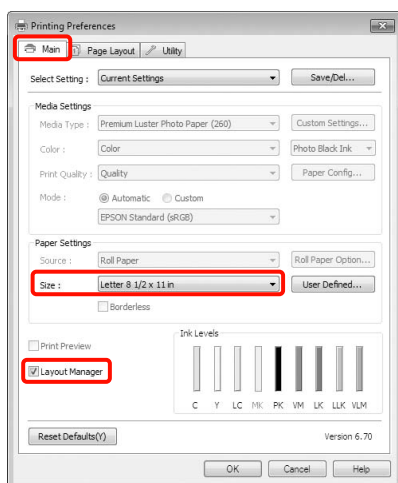 Printing Preferences
Main Page Layout Utility
Select Setting : Current Settings Save/Del...
Media Settings
Media Type : Premium Luster Photo Paper (260) Custom Settings...
Color : Color Photo Black Ink
Print Quality : Quality Paper Config...
Mode : Automatic Custom
EPSON Standard (sRGB)
Paper Settings
Source : Roll Paper Roll Paper Option...
Size : Letter 8 1/2 x 11 in User Defined...
Borderless
Ink Levels
Print Preview
Layout Manager
C Y LC MK PK VM LK LLK VLM
Reset Defaults(Y) Version 6.70
OK Cancel Help